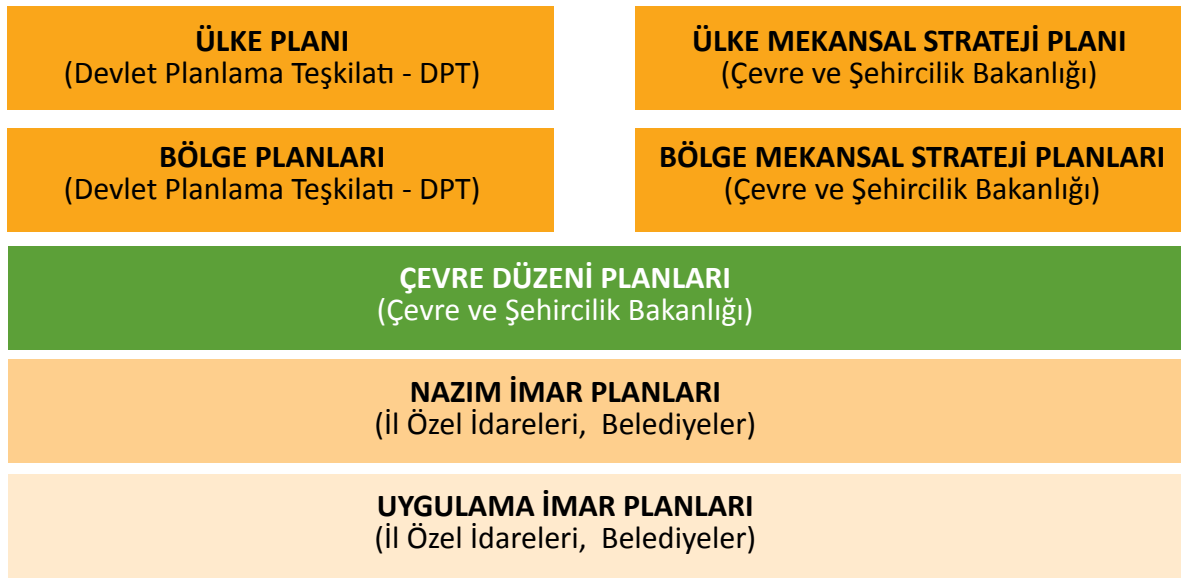 ÜLKE PLANI
(Devlet Planlama Teşkilatı - DPT)
ÜLKE MEKANSAL STRATEJİ PLANI
(Çevre ve Şehircilik Bakanlığı)
BÖLGE PLANLARI
(Devlet Planlama Teşkilatı - DPT)
BÖLGE MEKANSAL STRATEJİ PLANLARI
(Çevre ve Şehircilik Bakanlığı)
ÇEVRE DÜZENİ PLANLARI
(Çevre ve Şehircilik Bakanlığı)
NAZIM İMAR PLANLARI
(İl Özel İdareleri,  Belediyeler)
UYGULAMA İMAR PLANLARI
(İl Özel İdareleri,  Belediyeler)